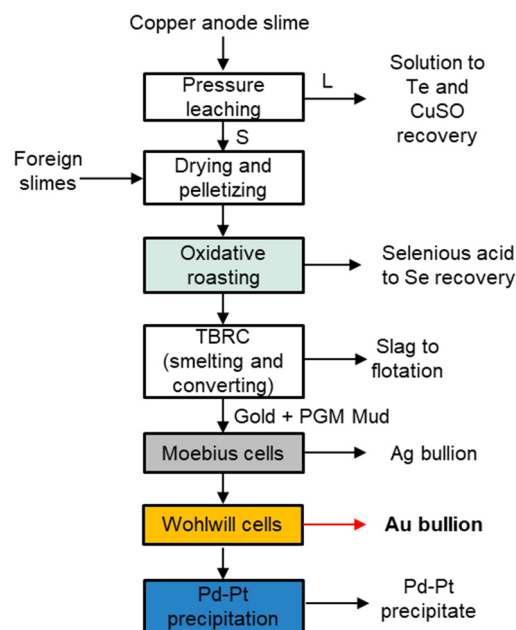 Copper anode slime
Pressure
leaching
L
Solution to
Te and
CuSO
recovery
S
Foreign
slimes
Drying and
pelletizing
Oxidative
roasting
Selenious acid
to Se recovery
TBRC
(smelting and
converting)
Slag to
flotation
Gold + PGM Mud
Moebius cells
Ag bullion
Wohlwill cells
Au bullion
Pd-Pt
precipitation
Pd-Pt
precipitate